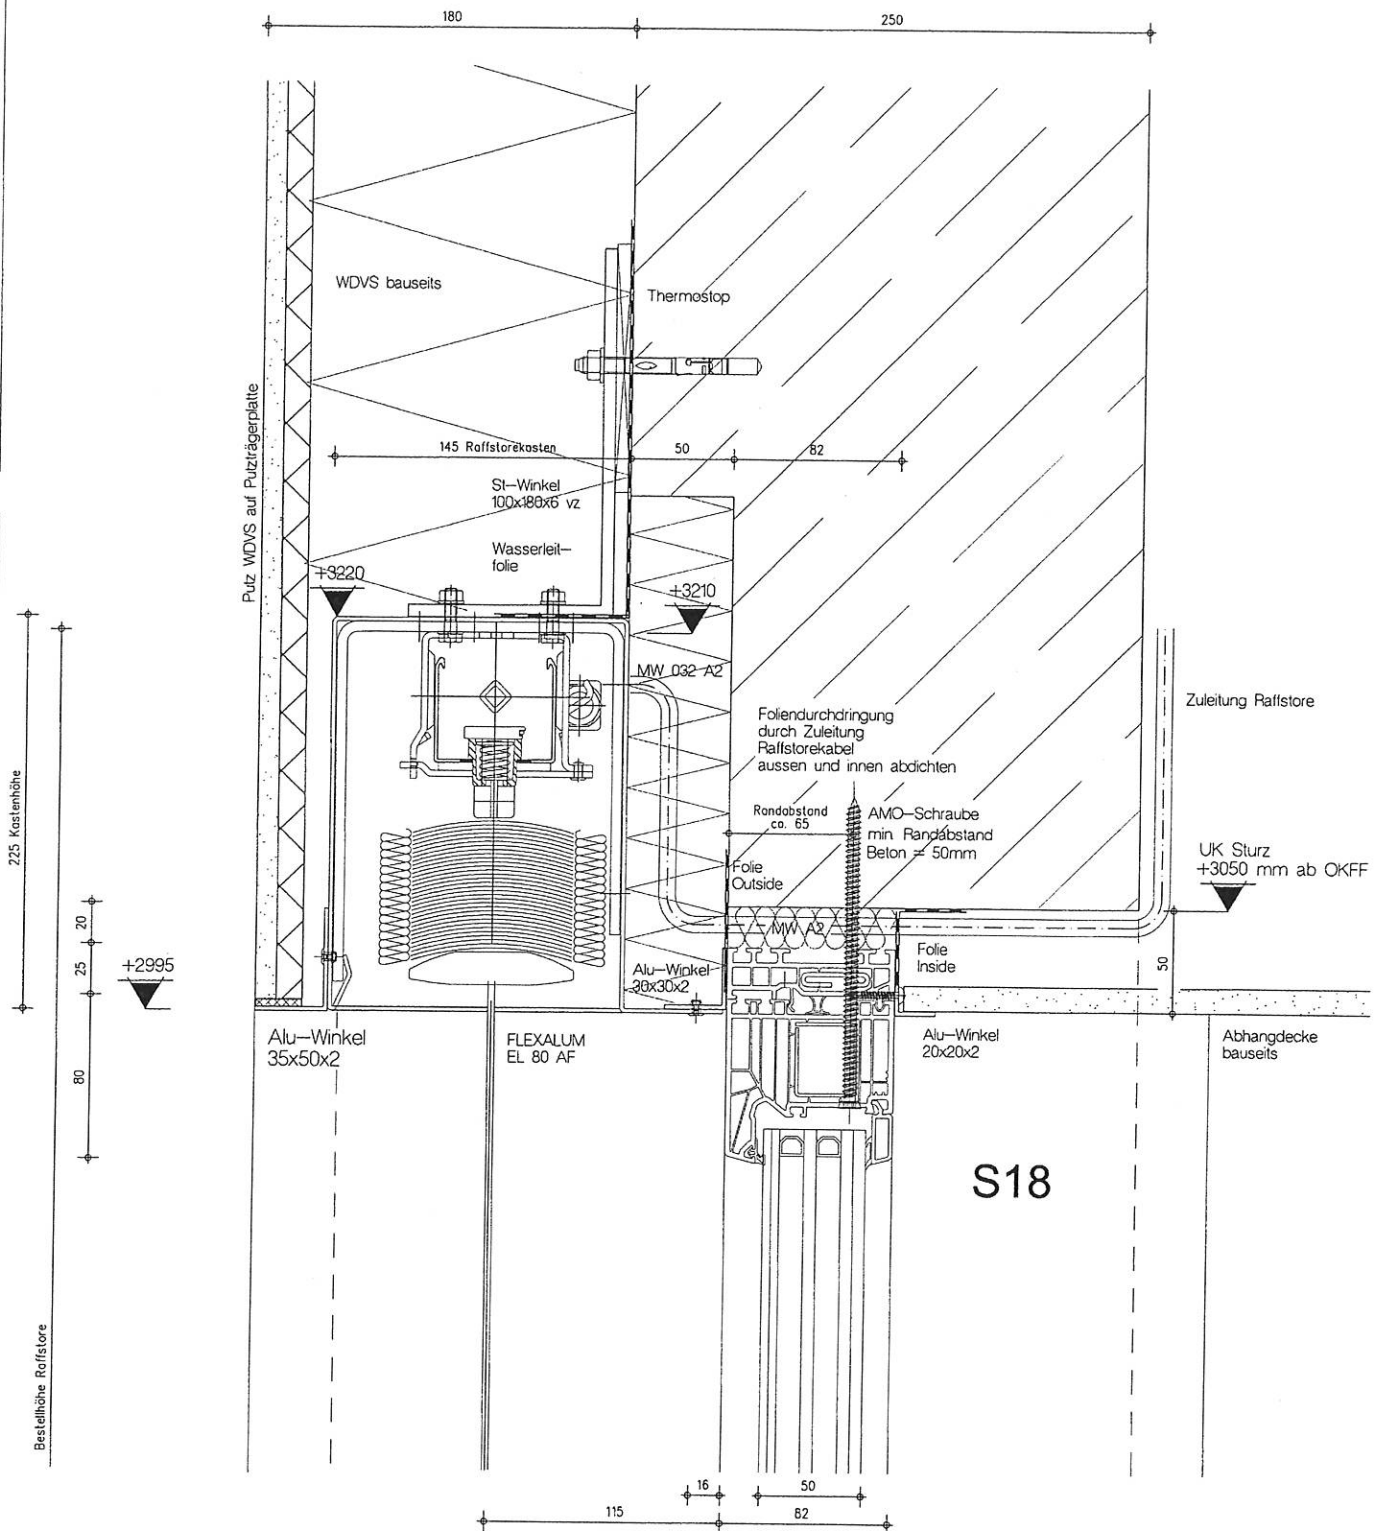 180
250
WDVS bauseits
Thermostop
Putz WDVS auf Putzträgerplatte
145 Raffstorekasten
50
82
St-Winkel
100x180x6 vz
Wasserleit-
folie
+3220
+3210
MW 032 A2
Zuleitung Raffstore
Foliendurchdringung
durch Zuleitung
Raffstorekabel
aussen und innen abdichten
Randabstand
ca. 65
AMO-Schraube
min Randabstand
Beton = 50mm
225 Kastenhöhe
UK Sturz
+3050 mm ab OKFF
Folie
Outside
20
MW A2
25
+2995
Folie
Inside
50
Alu-Winkel
30x30x2
Alu-Winkel
35x50x2
FLEXALUM
EL 80 AF
Alu-Winkel
20x20x2
Abhangdecke
bauseits
80
S18
Bestellhöhe Raffstore
16
50
115
82